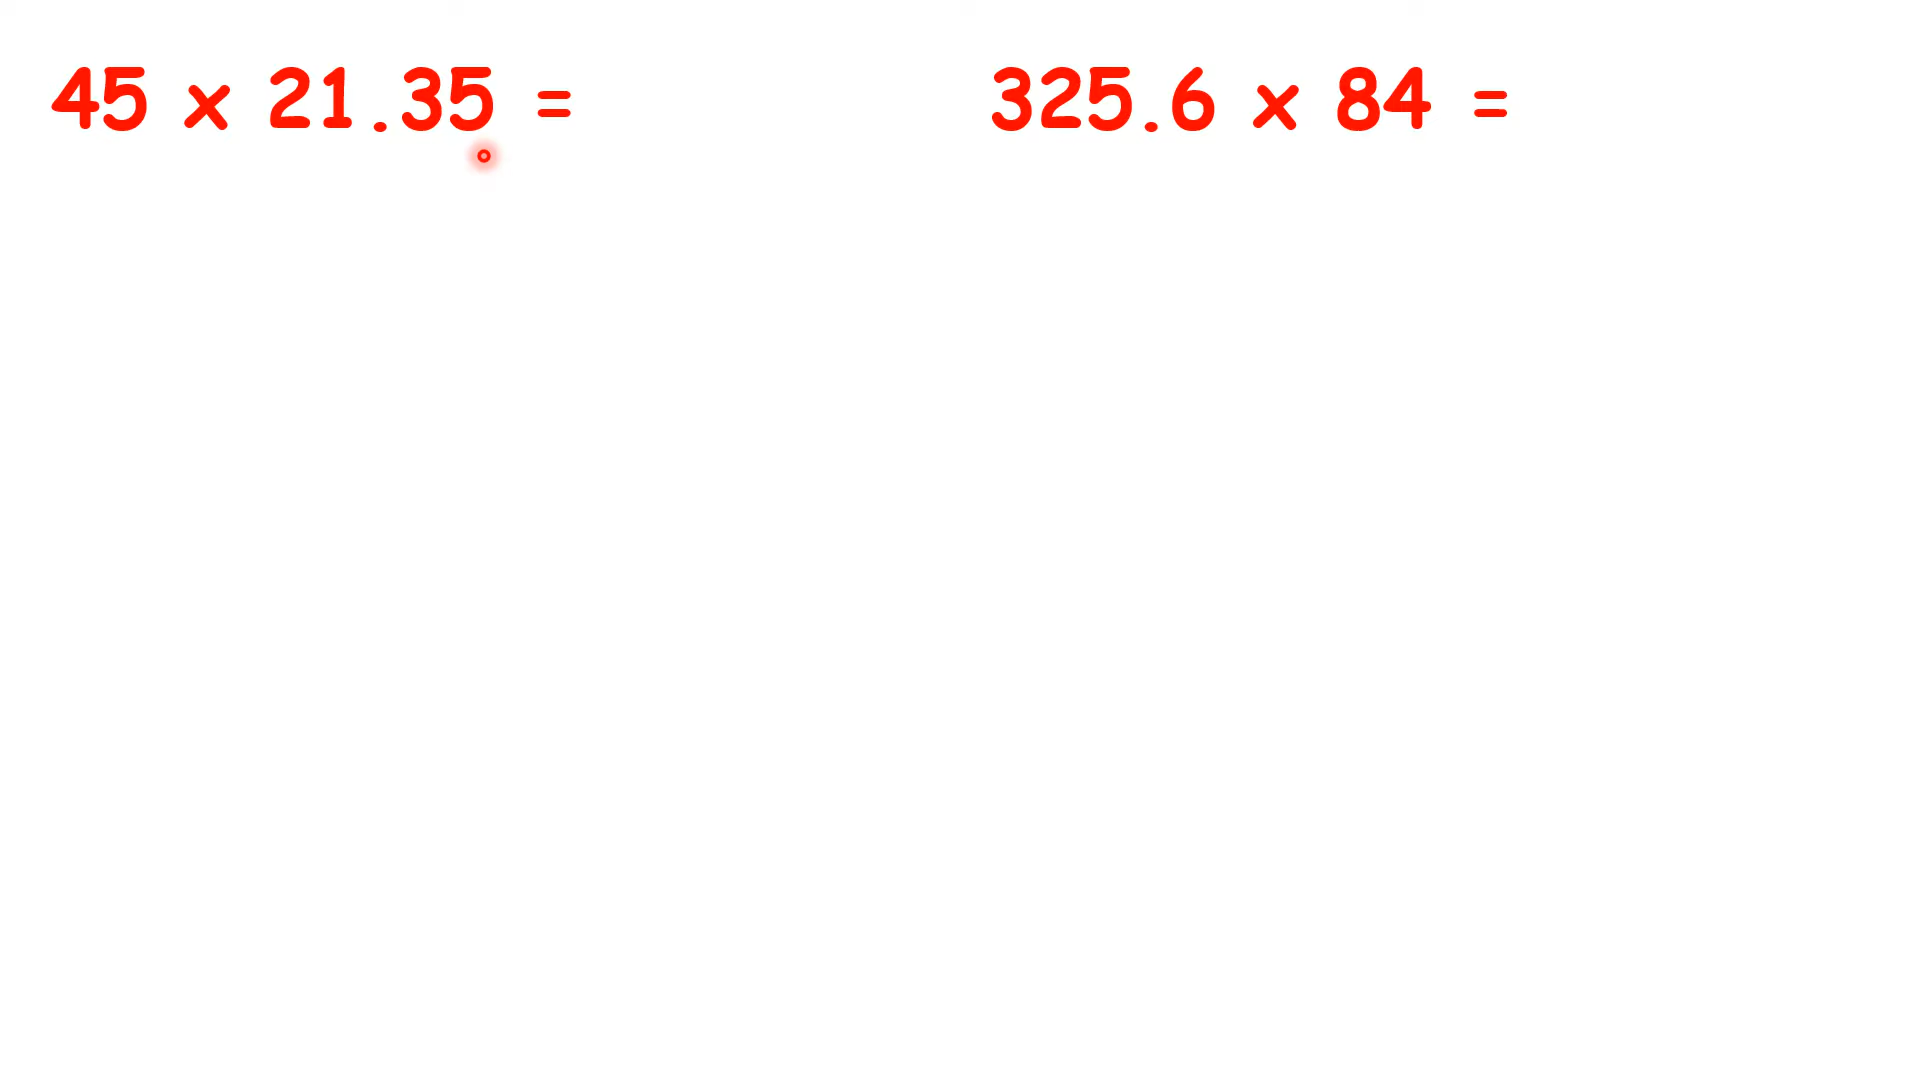 45 x 21.35 =
325.6 x 84 =